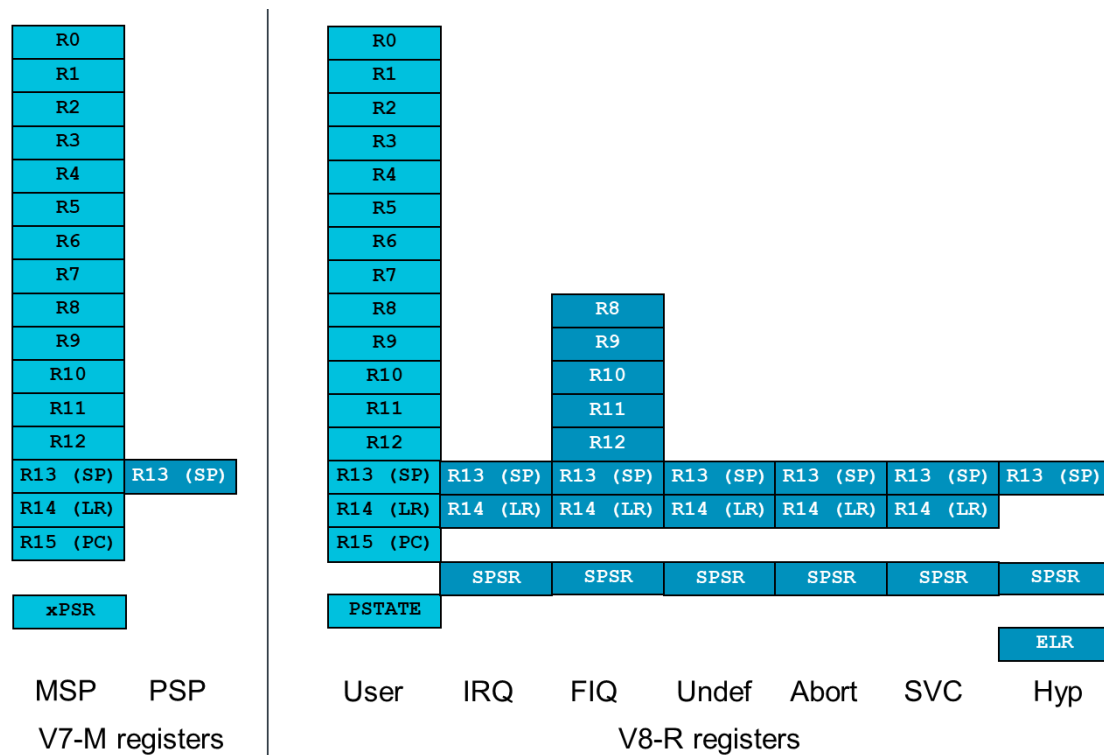 R0 R0
R1 R1
R2 R2
R3 R3
R4 R4
R5 R5
R6 R6
R7 R7
R8 R8 R8
R9 R9 R9
R10 R10 R10
R11 R11 R11
R12 R12 R12
R13 (SP) R13 (SP) R13 (SP) R13 (SP) R13 (SP) R13 (SP) R13 (SP) R13 (SP) R13 (SP)
R14 (LR) R14 (LR) R14 (LR) R14 (LR) R14 (LR) R14 (LR) R14 (LR)
R15 (PC) R15 (PC)
SPSR SPSR SPSR SPSR SPSR SPSR
xPSR PSTATE
ELR
MSP PSP User IRQ FIQ Undef Abort SVC Hyp
V7-M registers V8-R registers